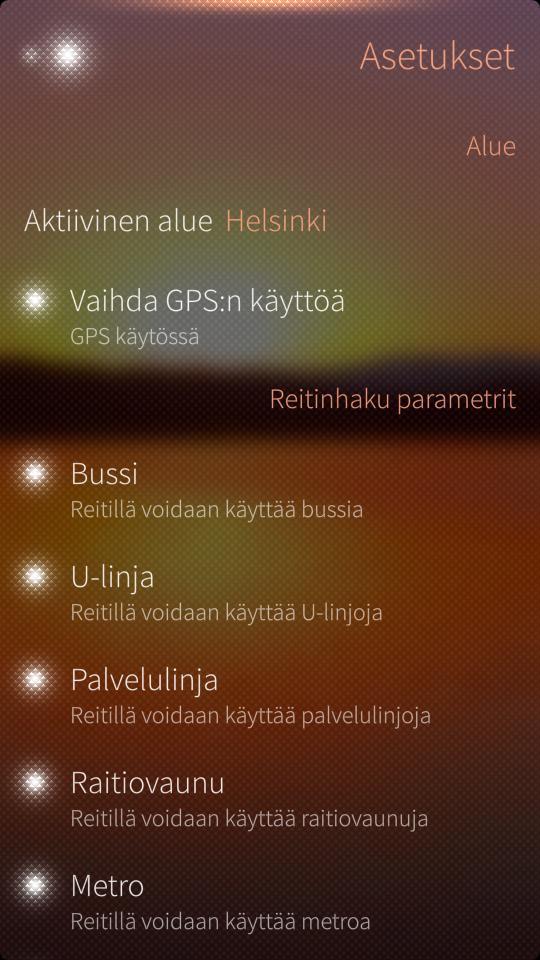 Asetukset
Alue
Aktiivinen alue Helsinki
Vaihda GPS:n käyttöä
GPS käytössä
Reitinhaku parametrit
Bussi
Reitillä voidaan käyttää bussia
U-linja
Reitillä voidaan käyttää U-linjoja
Palvelulinja
Reitillä voidaan käyttää palvelulinjoja
Raitiovaunu
Reitillä voidaan käyttää raitiovaunuja
Metro
Reitillä voidaan käyttää metroa